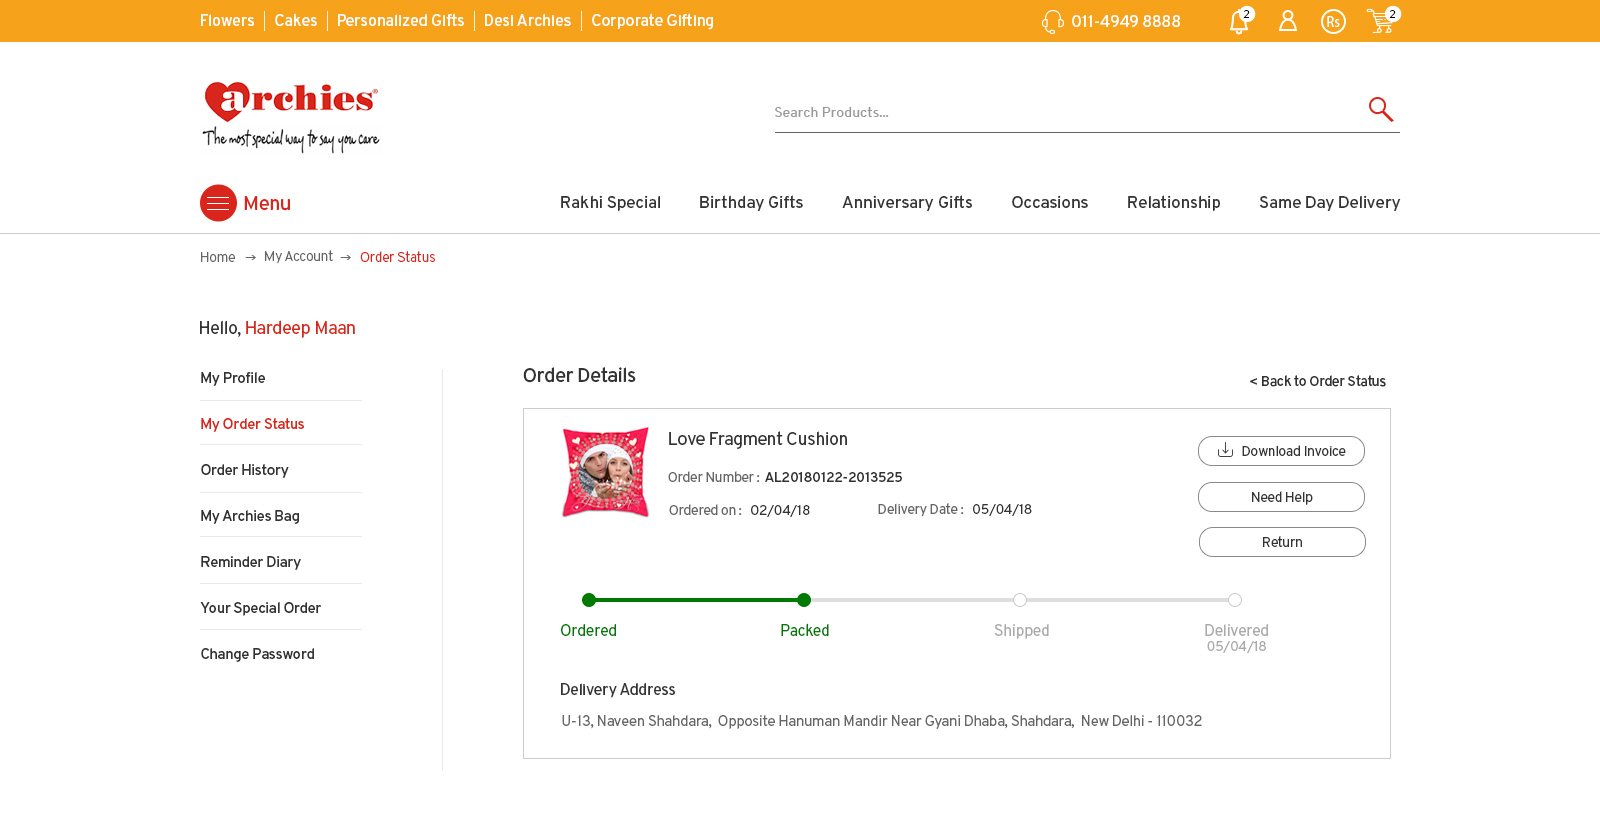 Flowers Cakes Personalized Gifts Desi Archies Corporate Gifting 011-4949 8888 2 Rs 2
archies®
The most special way to say you care
Search Products...
Menu Rakhi Special Birthday Gifts Anniversary Gifts Occasions Relationship Same Day Delivery
Home → My Account → Order Status
Hello, Hardeep Maan
My Profile
My Order Status
Order History
My Archies Bag
Reminder Diary
Your Special Order
Change Password
Order Details
< Back to Order Status
Love Fragment Cushion
Order Number : AL20180122-2013525
Ordered on : 02/04/18 Delivery Date : 05/04/18
Download Invoice
Need Help
Return
Ordered Packed Shipped Delivered
05/04/18
Delivery Address
U-13, Naveen Shahdara, Opposite Hanuman Mandir Near Gyani Dhaba, Shahdara, New Delhi - 110032